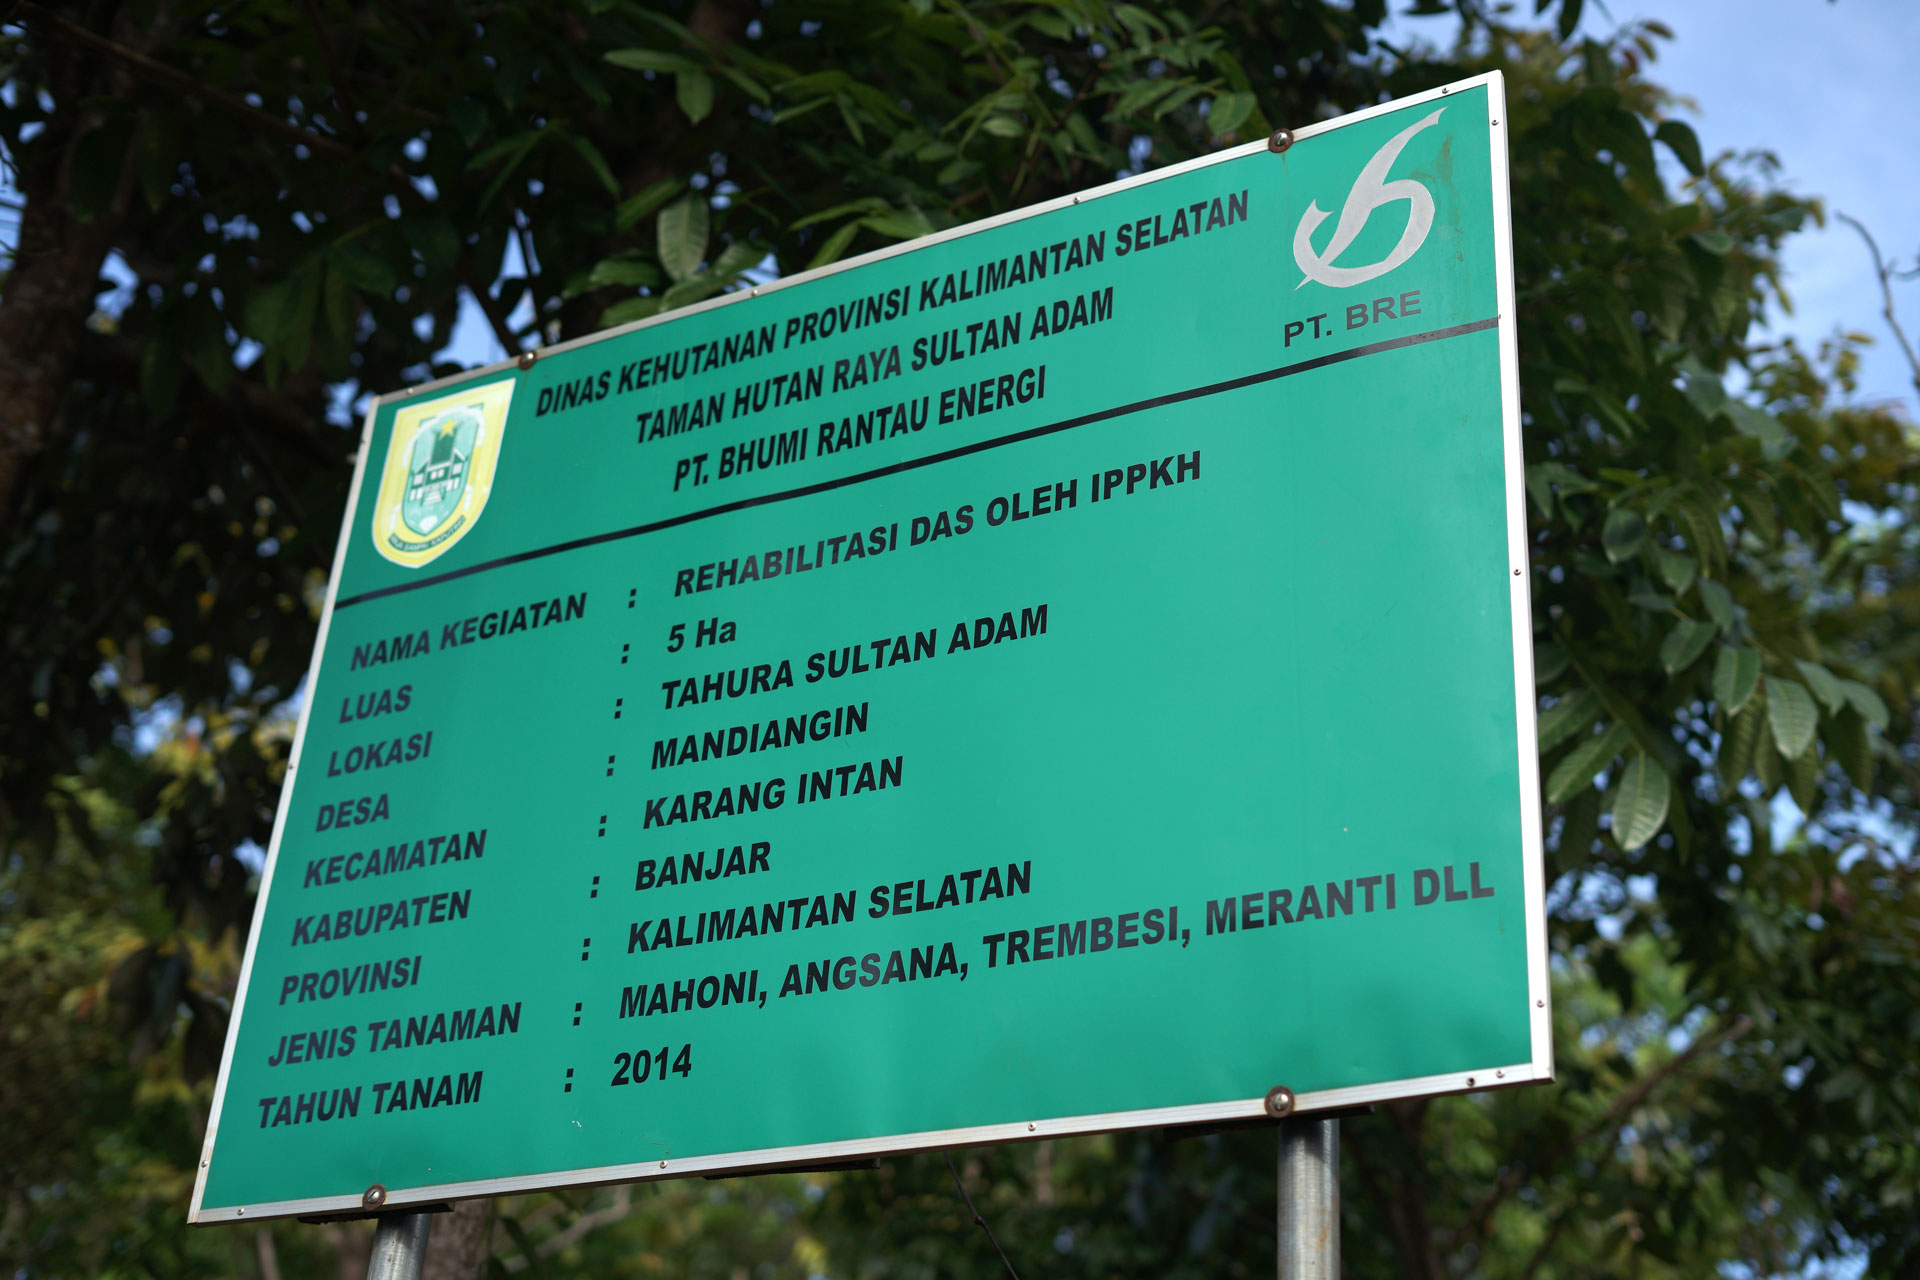 DINAS KEHUTANAN PROVINSI KALIMANTAN SELATAN
TAMAN HUTAN RAYA SULTAN ADAM
PT. BHUMI RANTAU ENERGI
PT. BRE
NAMA KEGIATAN : REHABILITASI DAS OLEH IPPKH
LUAS : 5 Ha
LOKASI : TAHURA SULTAN ADAM
DESA : MANDIANGIN
KECAMATAN : KARANG INTAN
KABUPATEN : BANJAR
PROVINSI : KALIMANTAN SELATAN
JENIS TANAMAN : MAHONI, ANGSANA, TREMBESI, MERANTI DLL
TAHUN TANAM : 2014